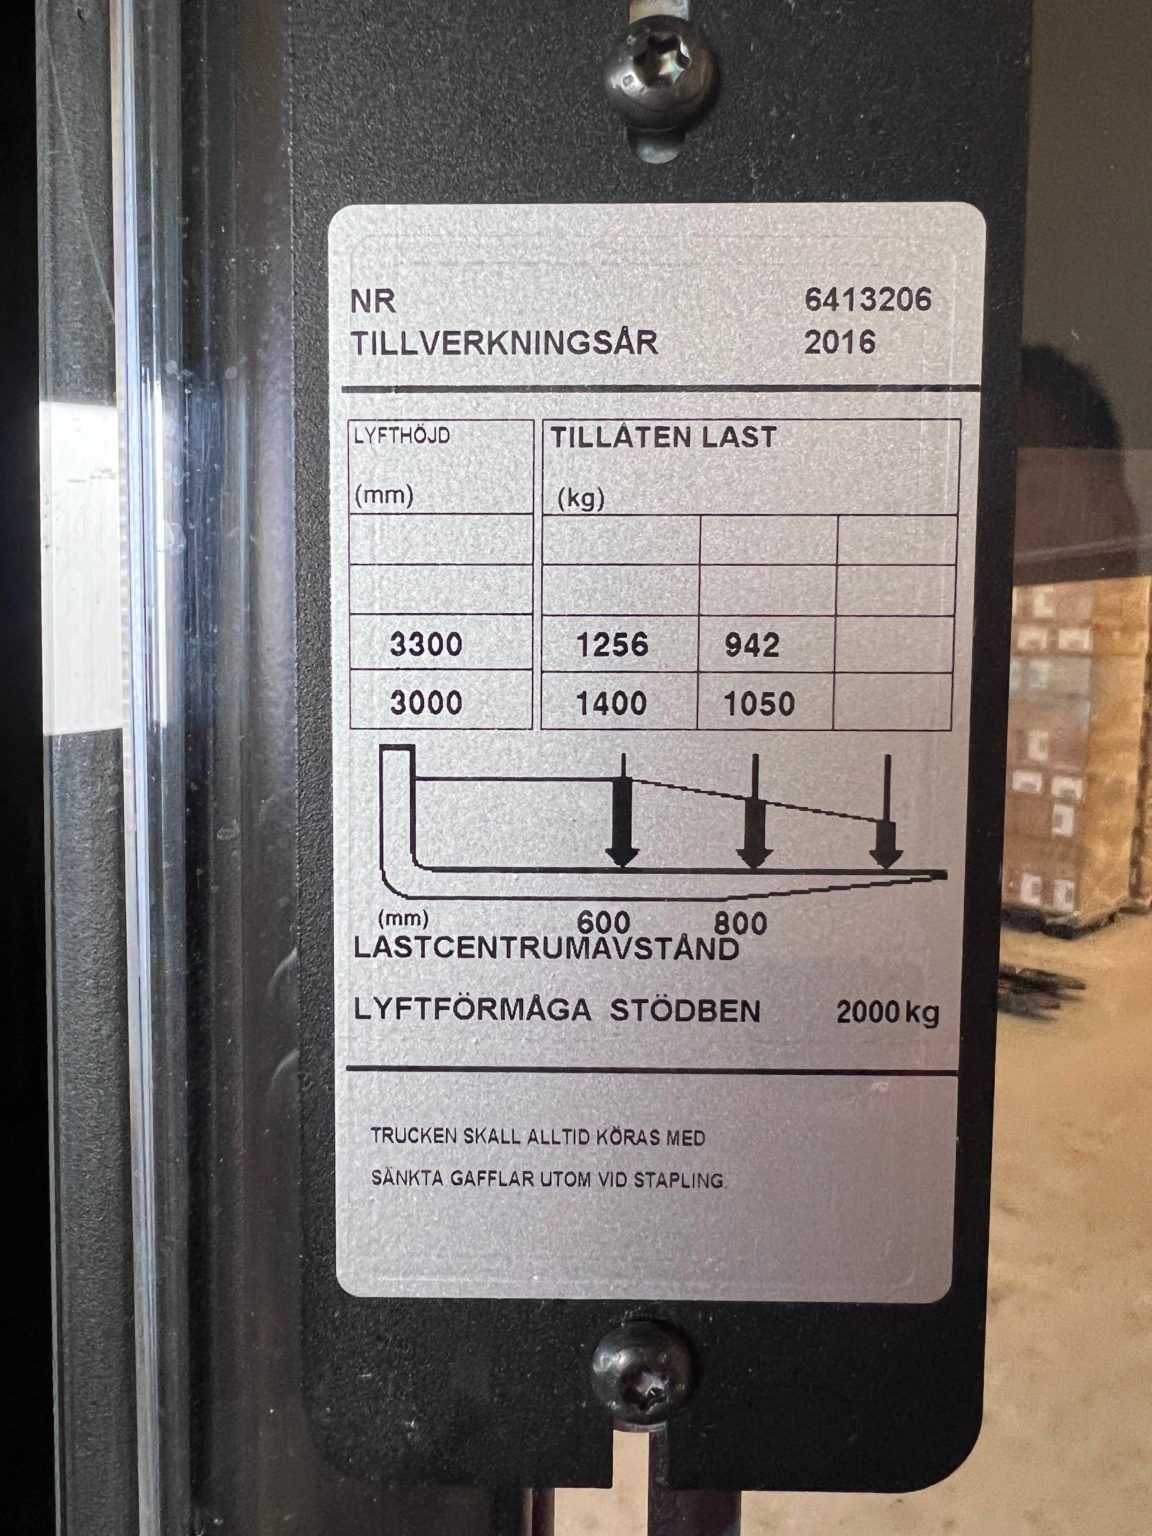 NR 6413206
TILLVERKNINGSÅR 2016
LYFTHÖJD TILLÅTEN LAST
(mm) (kg)
3300 1256 942
3000 1400 1050
(mm) 600 800
LASTCENTRUMAVSTÅND
LYFTFÖRMÅGA STÖDBEN 2000 kg
TRUCKEN SKALL ALLTID KÖRAS MED
SÄNKTA GAFFLAR UTOM VID STAPLING.